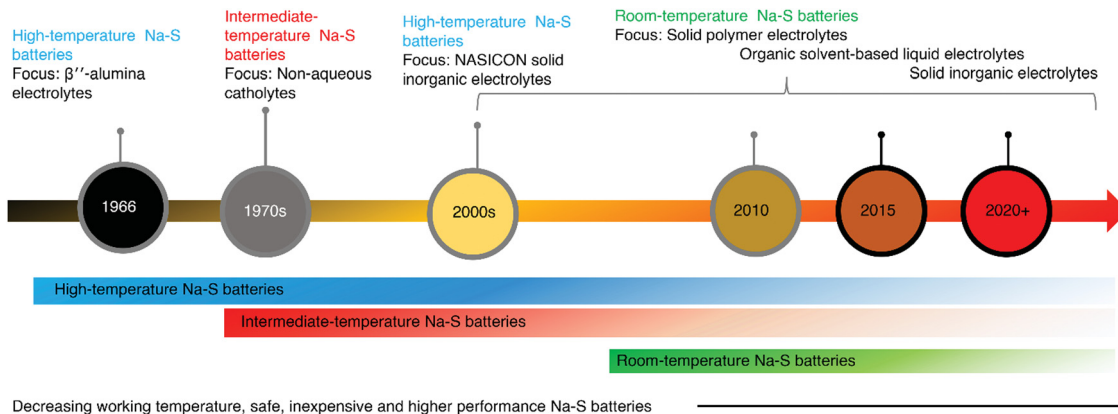 High-temperature Na-S
batteries
Focus: β′′-alumina
electrolytes
Intermediate-
temperature Na-S
batteries
Focus: Non-aqueous
catholytes
High-temperature Na-S
batteries
Focus: NASICON solid
inorganic electrolytes
Room-temperature Na-S batteries
Focus: Solid polymer electrolytes
Organic solvent-based liquid electrolytes
Solid inorganic electrolytes
1966
1970s
2000s
2010
2015
2020+
High-temperature Na-S batteries
Intermediate-temperature Na-S batteries
Room-temperature Na-S batteries
Decreasing working temperature, safe, inexpensive and higher performance Na-S batteries